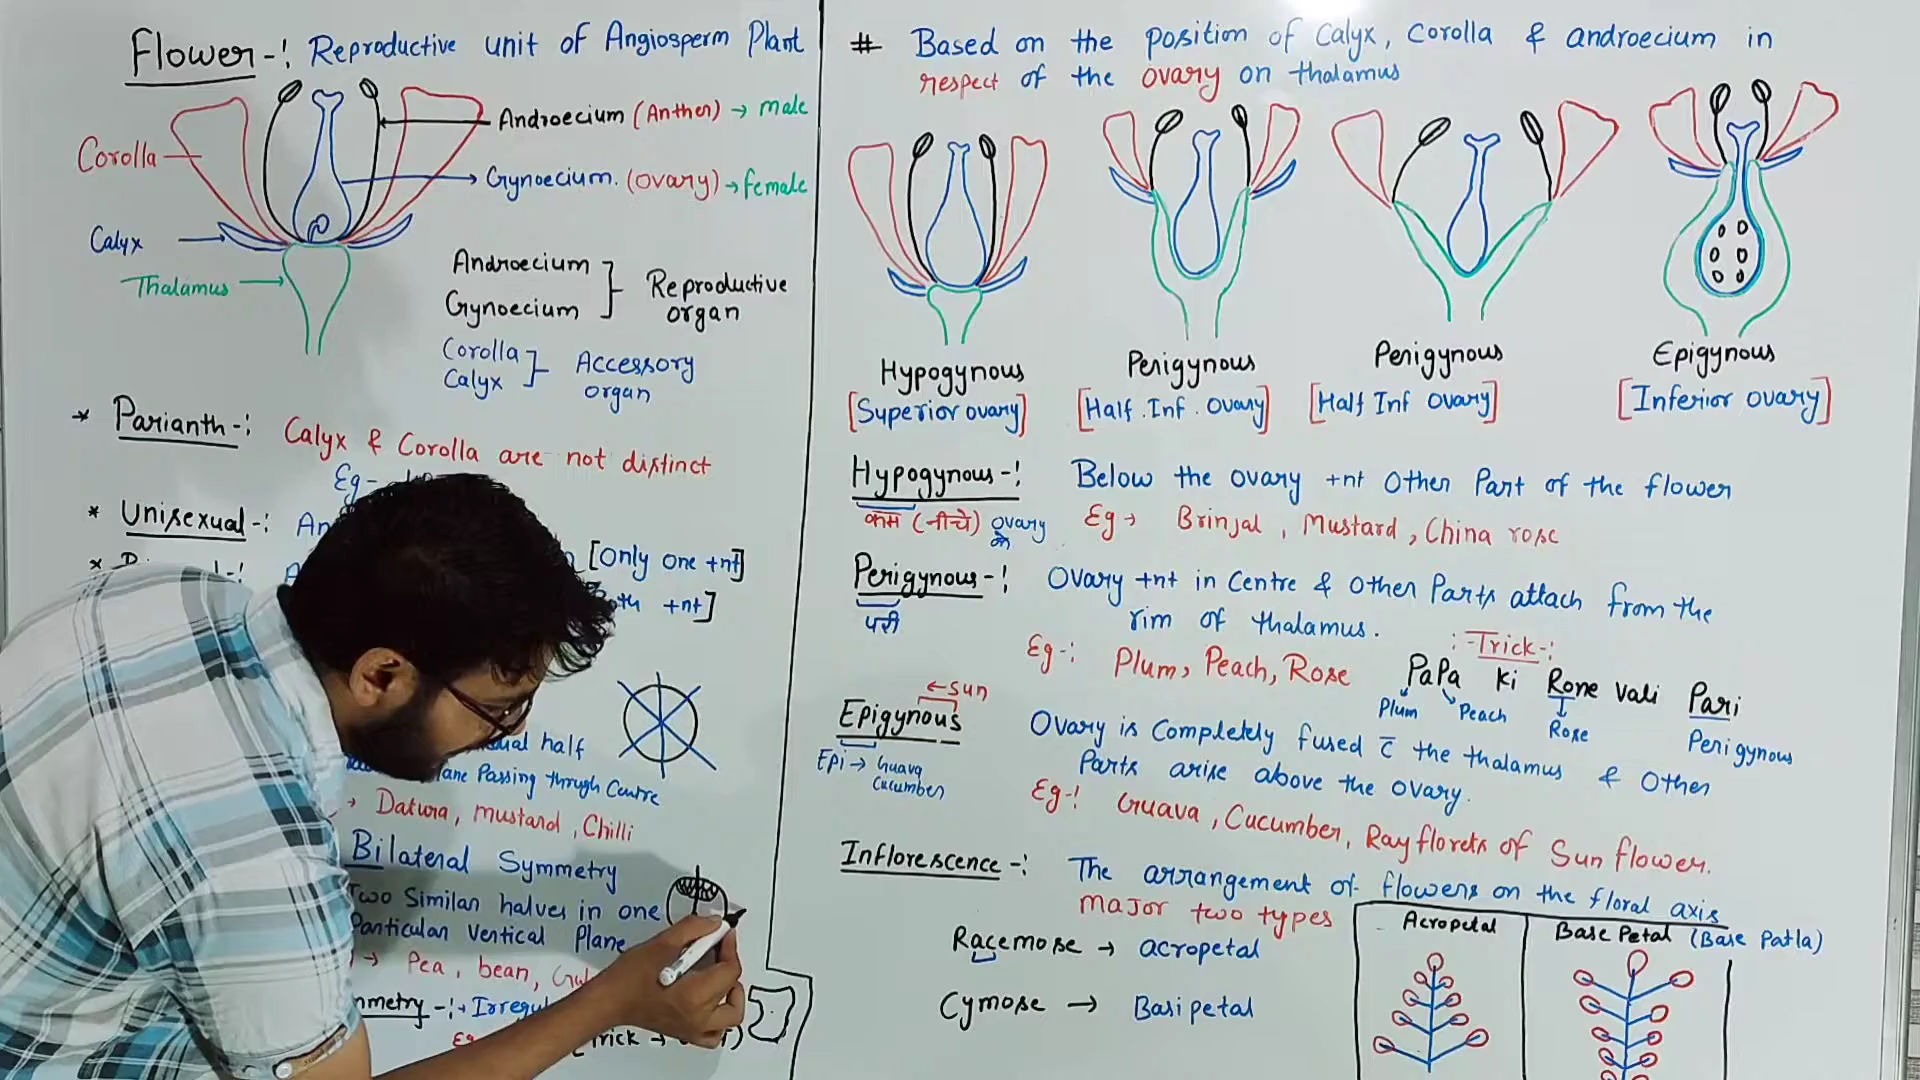 Flower-: Reproductive unit of Angiosperm Plant
Androecium (Anther) → male
Corolla
Gynoecium. (Ovary) → female
Calyx
Thalamus
Androecium
Gynoecium
Reproductive
organ
Corolla
Calyx
Accessory
organ
* Parianth-: Calyx & Corolla are not distinct
Eg-
* Unisexual-:
[only one +nt]
+nt]
half
Passing through Centre
→ Datura, mustard, Chilli
Bilateral Symmetry
Two Similar halves in one
Particular Vertical Plane
→ Pea, bean,
# Based on the position of Calyx, Corolla & androecium in
respect of the ovary on thalamus
Hypogynous
[Superior ovary]
Perigynous
[Half. Inf. Ovary]
Perigynous
[Half Inf Ovary]
Epigynous
[Inferior ovary]
Hypogynous-: Below the ovary +nt Other Part of the flower
कम (नीचे) ovary के
Eg → Brinjal, Mustard, China rose
Perigynous-: Ovary +nt in Centre & Other Parts attach from the
rim of thalamus.
परी
Eg-: Plum, Peach, Rose
:-Trick-:
PaPa ki Rone vali Pari
Plum Peach Rose Perigynous
← Sun
Epigynous
Epi → Guava
Cucumber
Ovary is Completely fused c̄ the thalamus & Other
Parts arise above the Ovary.
Eg-: Guava, Cucumber, Ray florets of Sun flower.
Inflorescence-: The arrangement of flowers on the floral axis
Major two types
Racemose → acropetal
Cymose → Basipetal
Acropetal
Base Petal (Base Patla)